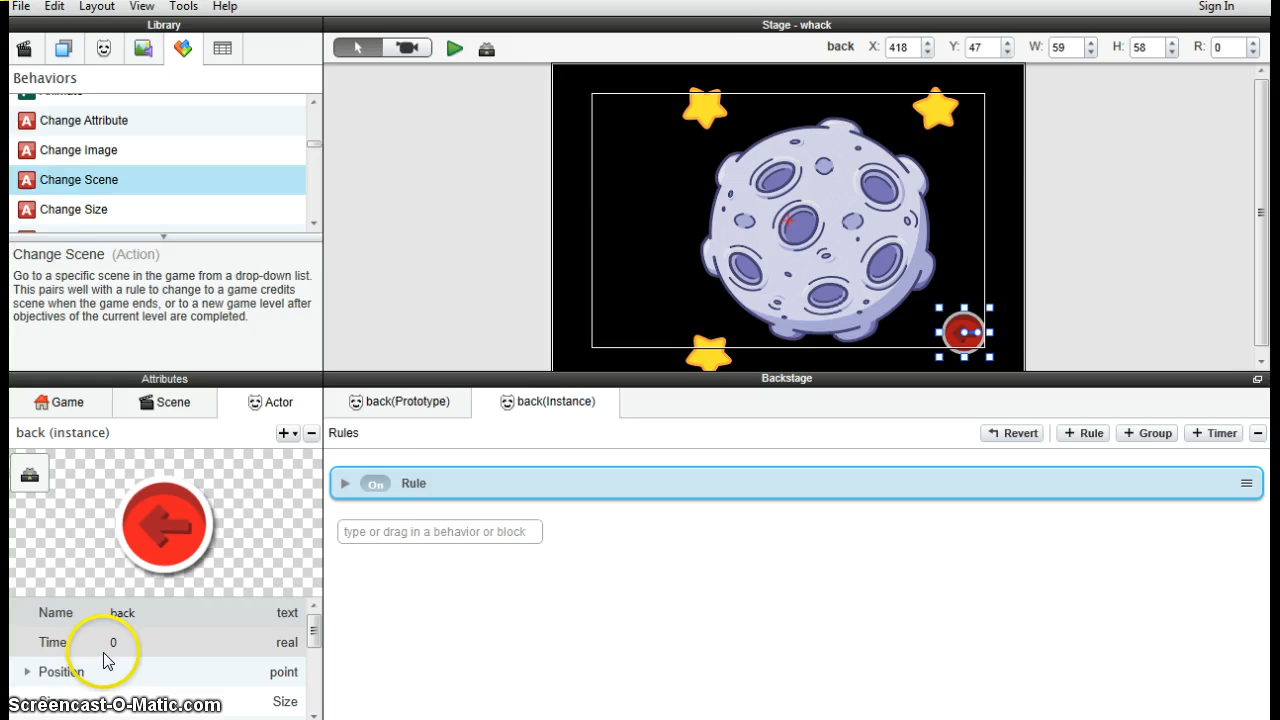 File Edit Layout View Tools Help Sign In
Library
Stage - whack
back X: 418 Y: 47 W: 59 H: 58 R: 0
Behaviors
Change Attribute
Change Image
Change Scene
Change Size
Change Scene (Action)
Go to a specific scene in the game from a drop-down list.
This pairs well with a rule to change to a game credits
scene when the game ends, or to a new game level after
objectives of the current level are completed.
Attributes
Backstage
Game Scene Actor
back(Prototype) back(Instance)
back (instance)
Rules
Revert + Rule + Group + Timer
On Rule
type or drag in a behavior or block
Name back text
Time 0 real
Position point
Size
Screencast-O-Matic.com